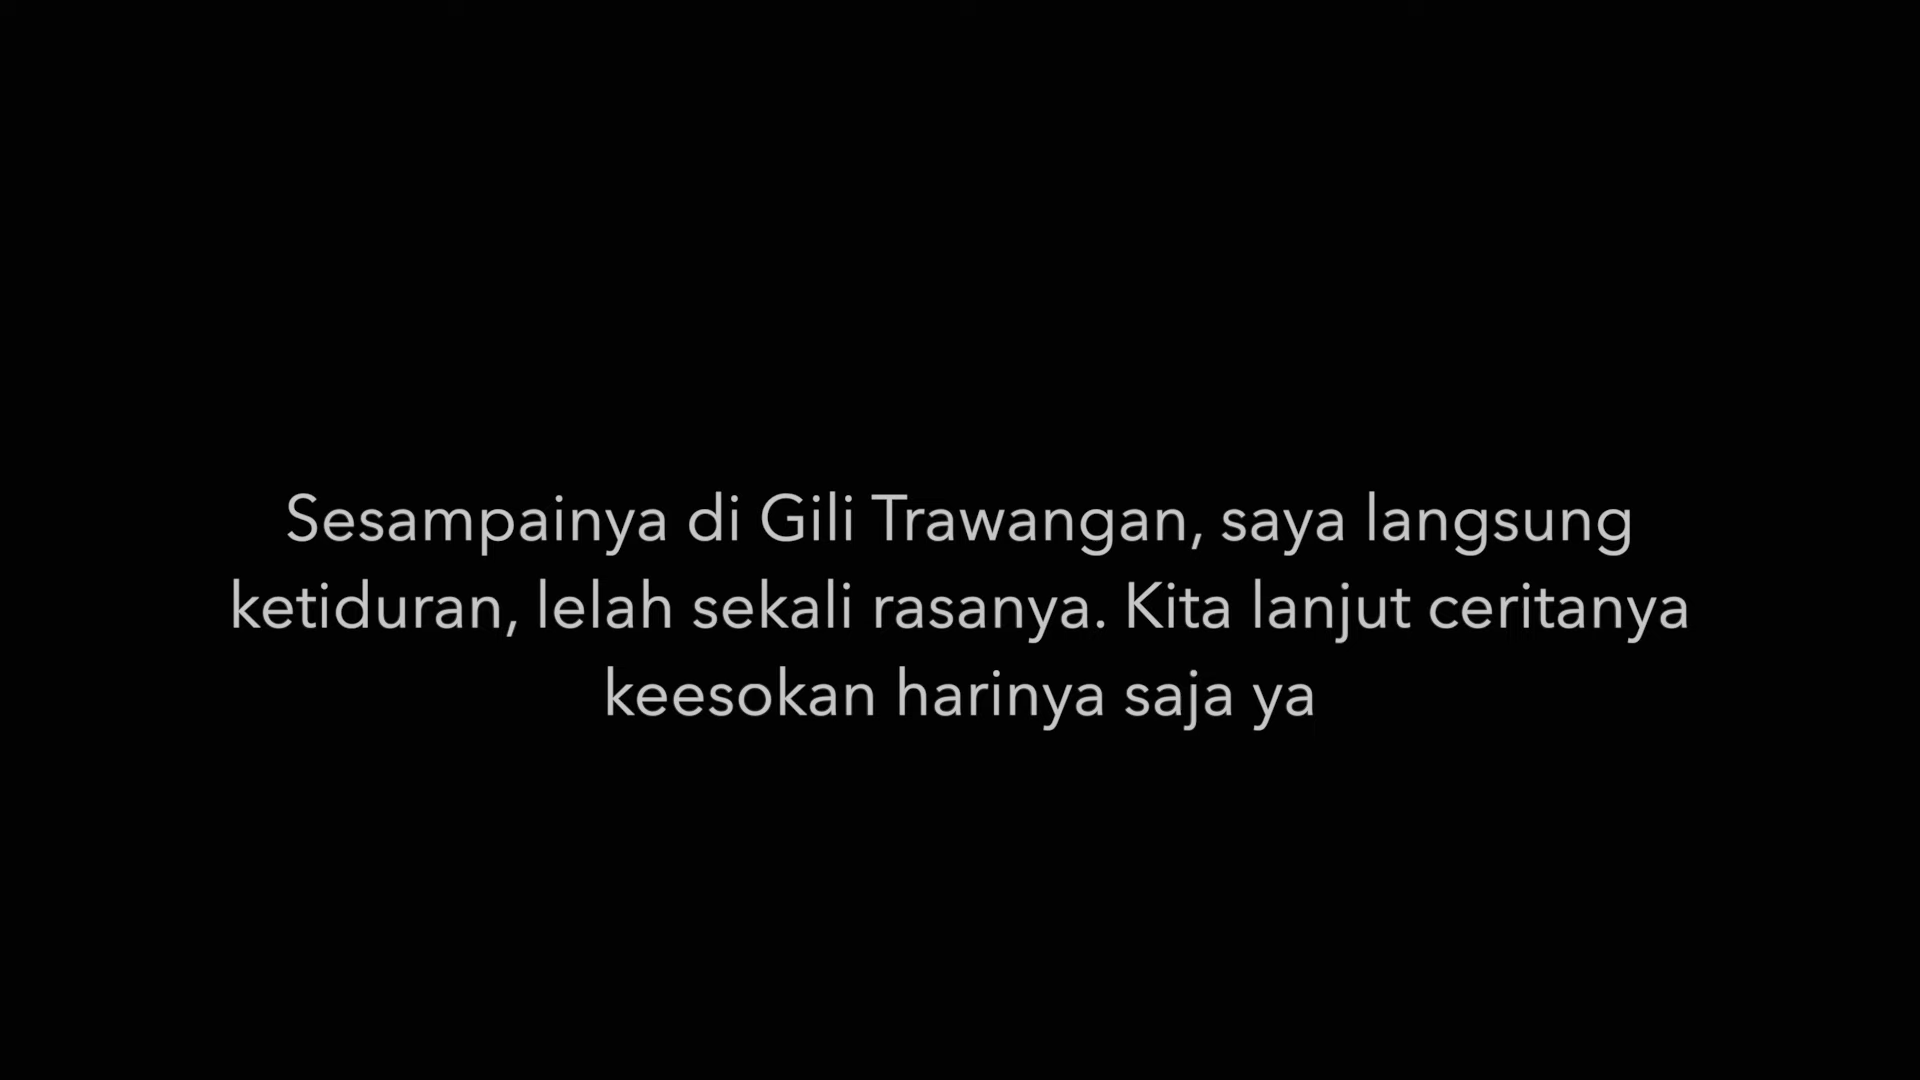 Sesampainya di Gili Trawangan, saya langsung
ketiduran, lelah sekali rasanya. Kita lanjut ceritanya
keesokan harinya saja ya